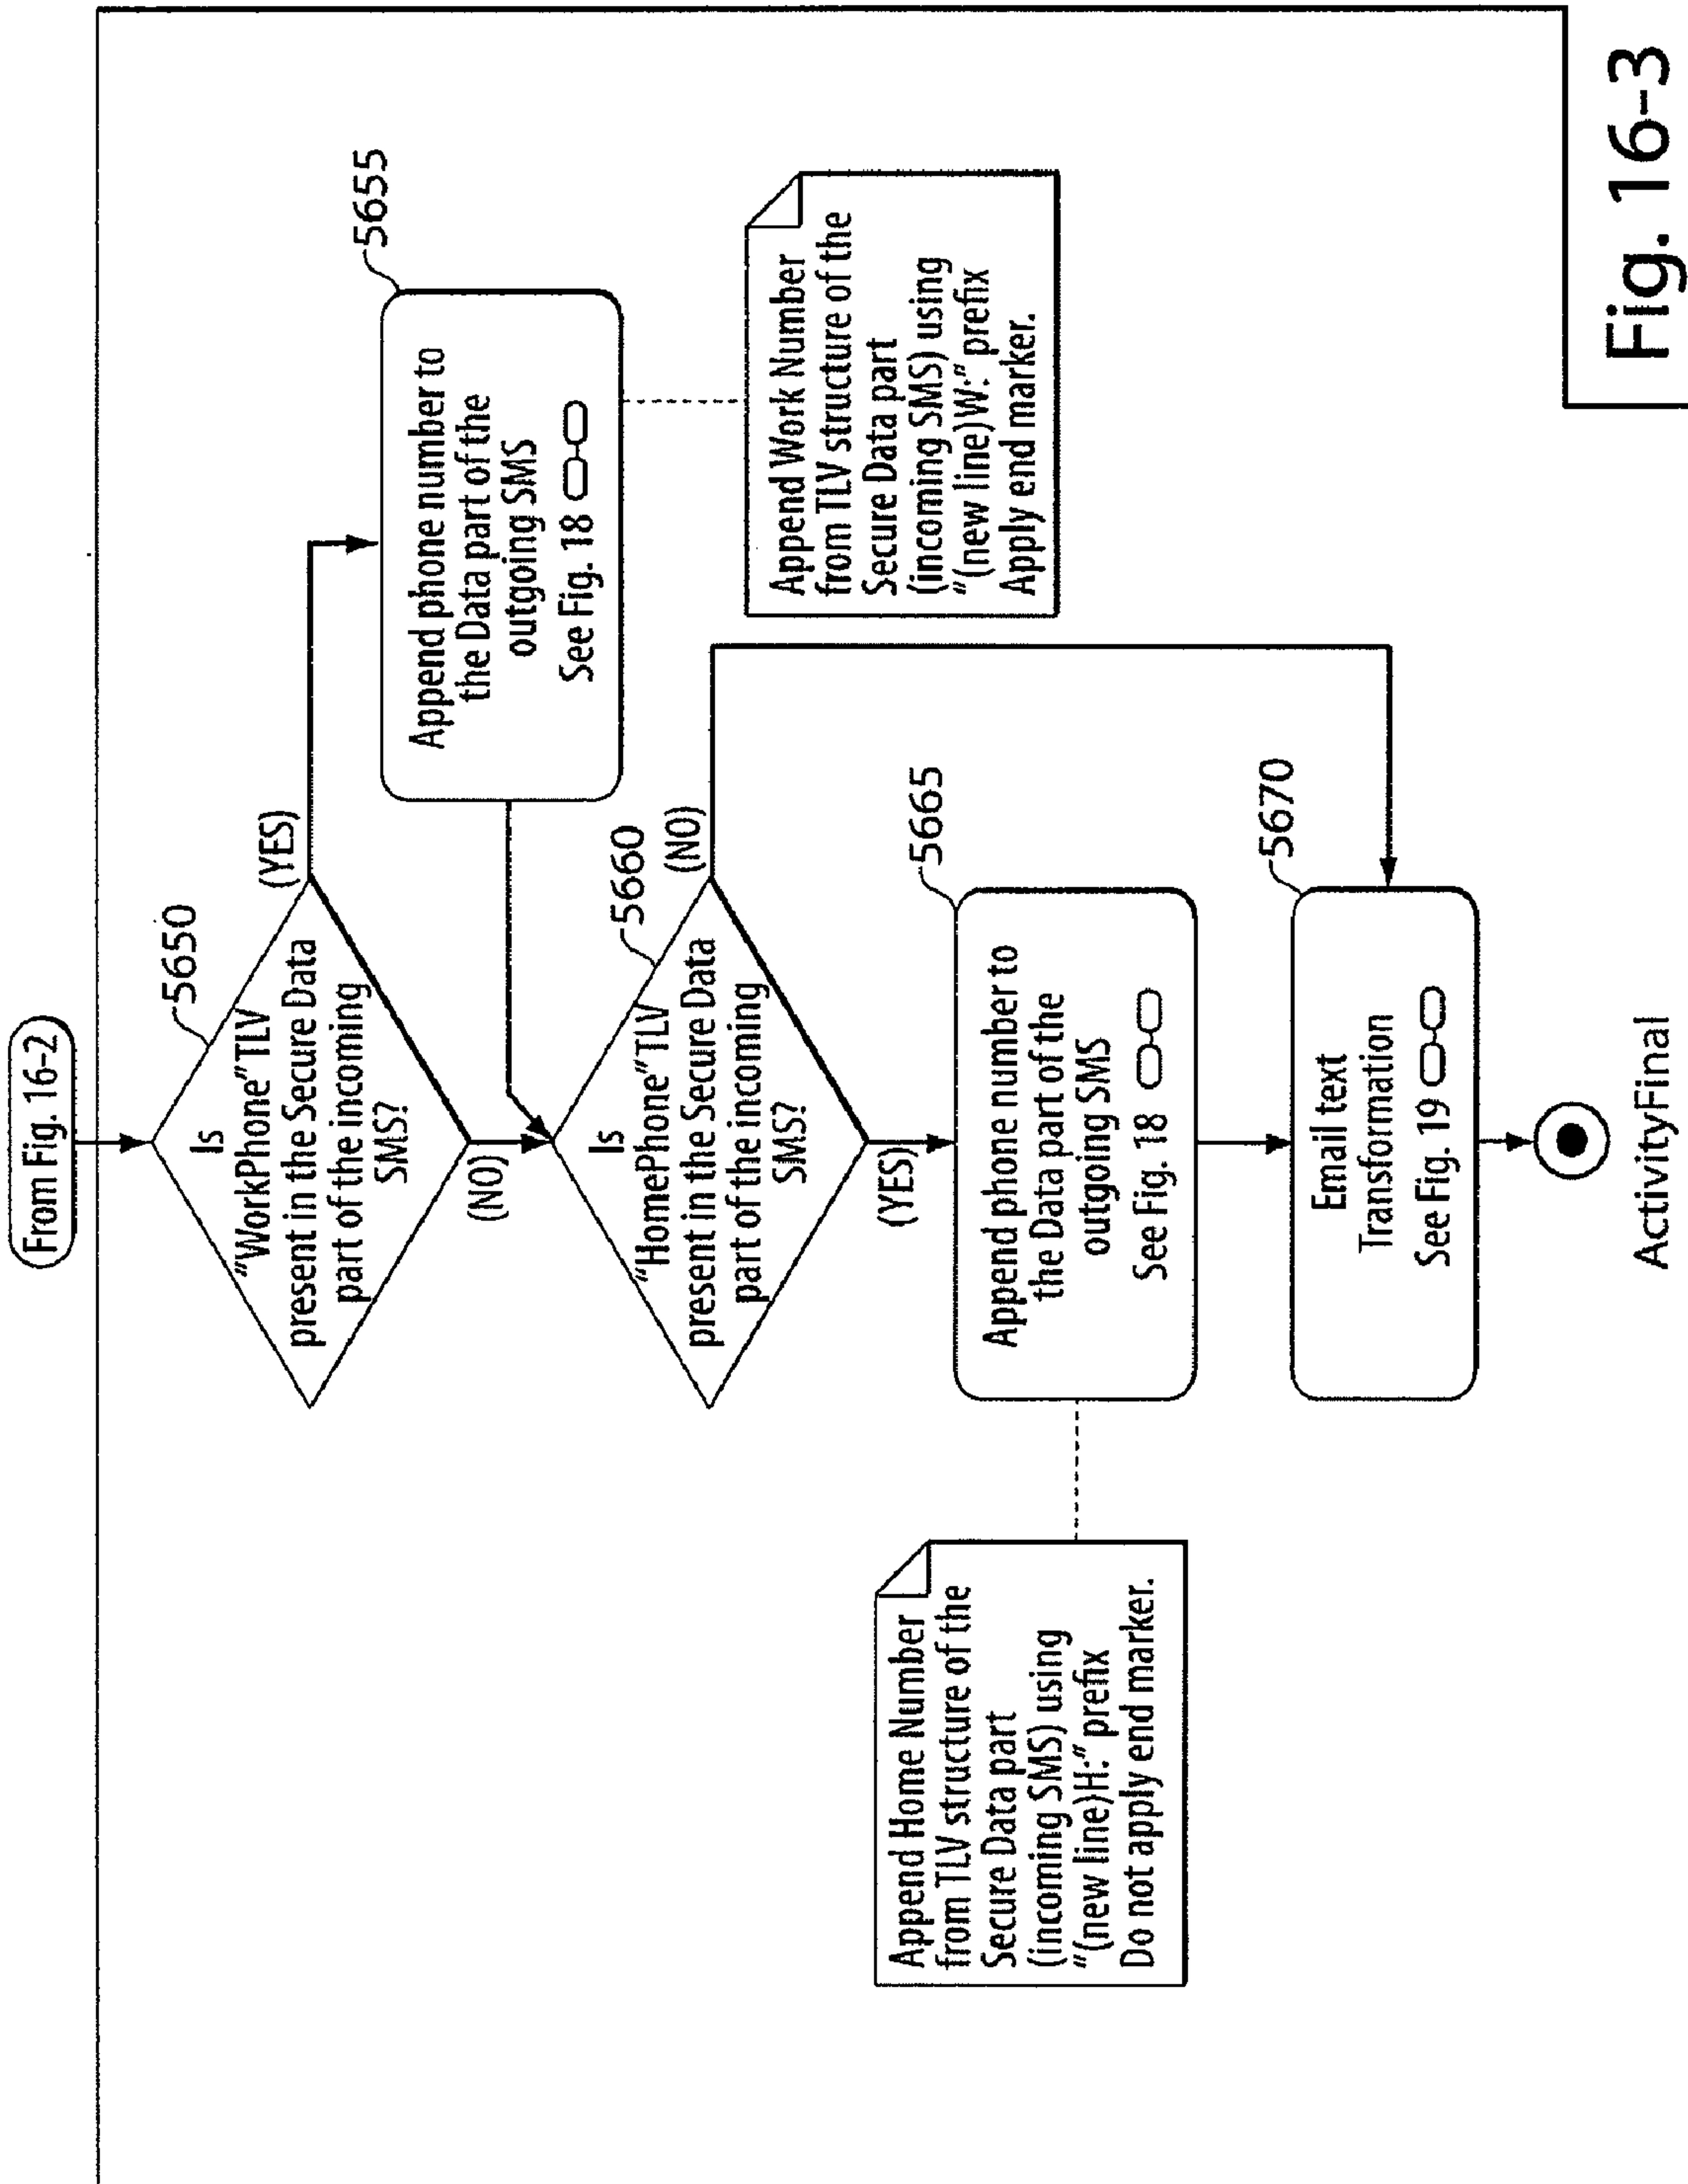 From Fig. 16-2
5650
Is
"WorkPhone" TLV
present in the Secure Data
part of the incoming
SMS?
(YES)
(NO)
5655
Append phone number to
the Data part of the
outgoing SMS
See Fig. 18
Append Work Number
from TLV structure of the
Secure Data part
(incoming SMS) using
"(new line)W:" prefix
Apply end marker.
5660
Is
"HomePhone" TLV
present in the Secure Data
part of the incoming
SMS?
(NO)
(YES)
5665
Append phone number to
the Data part of the
outgoing SMS
See Fig. 18
Append Home Number
from TLV structure of the
Secure Data part
(incoming SMS) using
"(new line)H:" prefix
Do not apply end marker.
5670
Email text
Transformation
See Fig. 19
ActivityFinal
Fig. 16-3